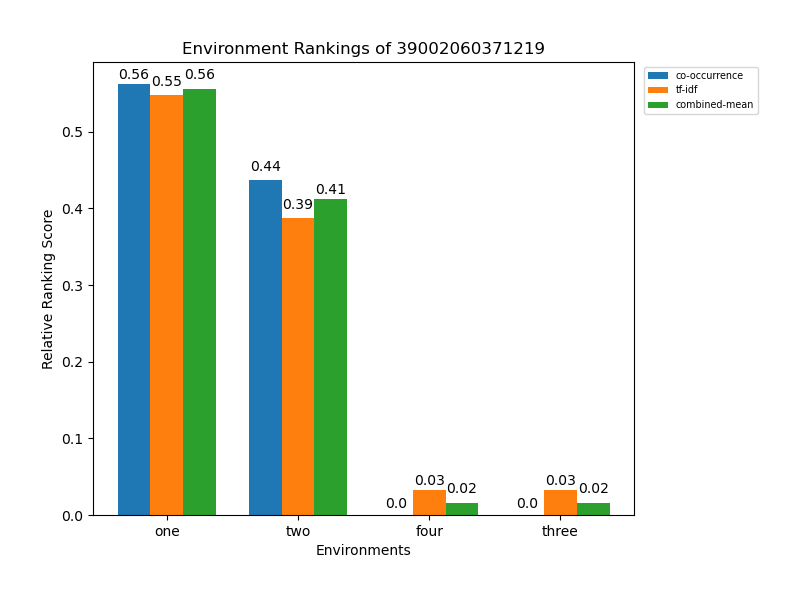 Environment Rankings of 39002060371219
co-occurrence
tf-idf
combined-mean
0.56
0.55
0.56
0.44
0.39
0.41
0.0
0.03
0.02
0.0
0.03
0.02
Relative Ranking Score
0.5
0.4
0.3
0.2
0.1
0.0
one two four three
Environments